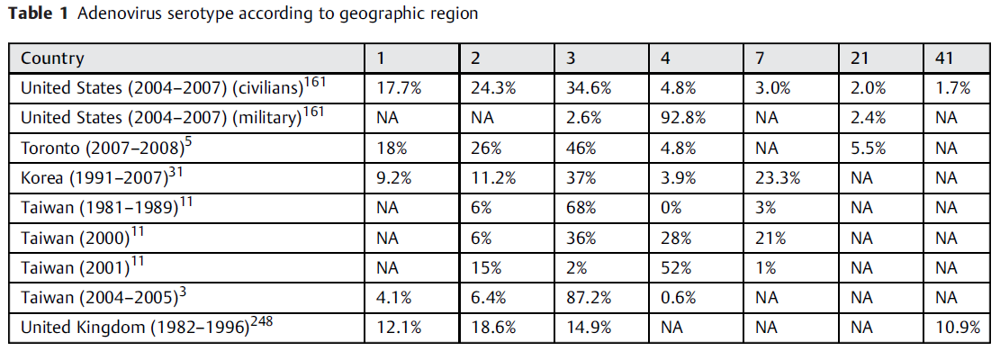 Table 1 Adenovirus serotype according to geographic region
Country 1 2 3 4 7 21 41
United States (2004–2007) (civilians)161 17.7% 24.3% 34.6% 4.8% 3.0% 2.0% 1.7%
United States (2004–2007) (military)161 NA NA 2.6% 92.8% NA 2.4% NA
Toronto (2007–2008)5 18% 26% 46% 4.8% NA 5.5% NA
Korea (1991–2007)31 9.2% 11.2% 37% 3.9% 23.3% NA NA
Taiwan (1981–1989)11 NA 6% 68% 0% 3% NA NA
Taiwan (2000)11 NA 6% 36% 28% 21% NA NA
Taiwan (2001)11 NA 15% 2% 52% 1% NA NA
Taiwan (2004–2005)3 4.1% 6.4% 87.2% 0.6% NA NA NA
United Kingdom (1982–1996)248 12.1% 18.6% 14.9% NA NA NA 10.9%